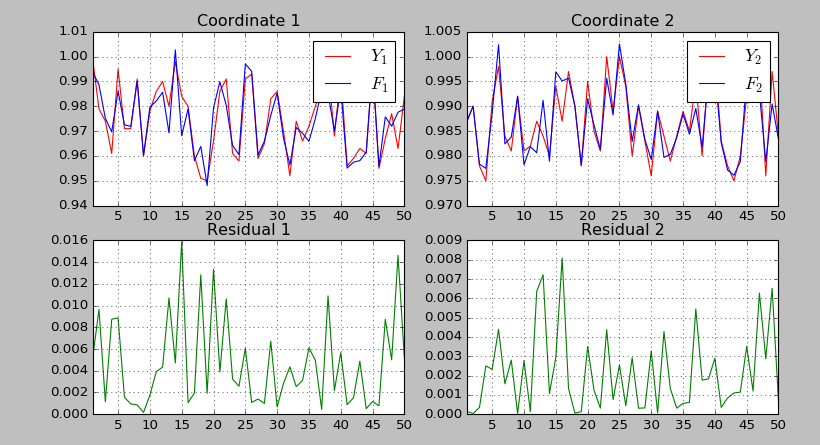 Coordinate 1
1.01
1.00
0.99
0.98
0.97
0.96
0.95
0.94
5 10 15 20 25 30 35 40 45 50
Y1
F1
Coordinate 2
1.005
1.000
0.995
0.990
0.985
0.980
0.975
0.970
5 10 15 20 25 30 35 40 45 50
Y2
F2
Residual 1
0.016
0.014
0.012
0.010
0.008
0.006
0.004
0.002
0.000
5 10 15 20 25 30 35 40 45 50
Residual 2
0.009
0.008
0.007
0.006
0.005
0.004
0.003
0.002
0.001
0.000
5 10 15 20 25 30 35 40 45 50